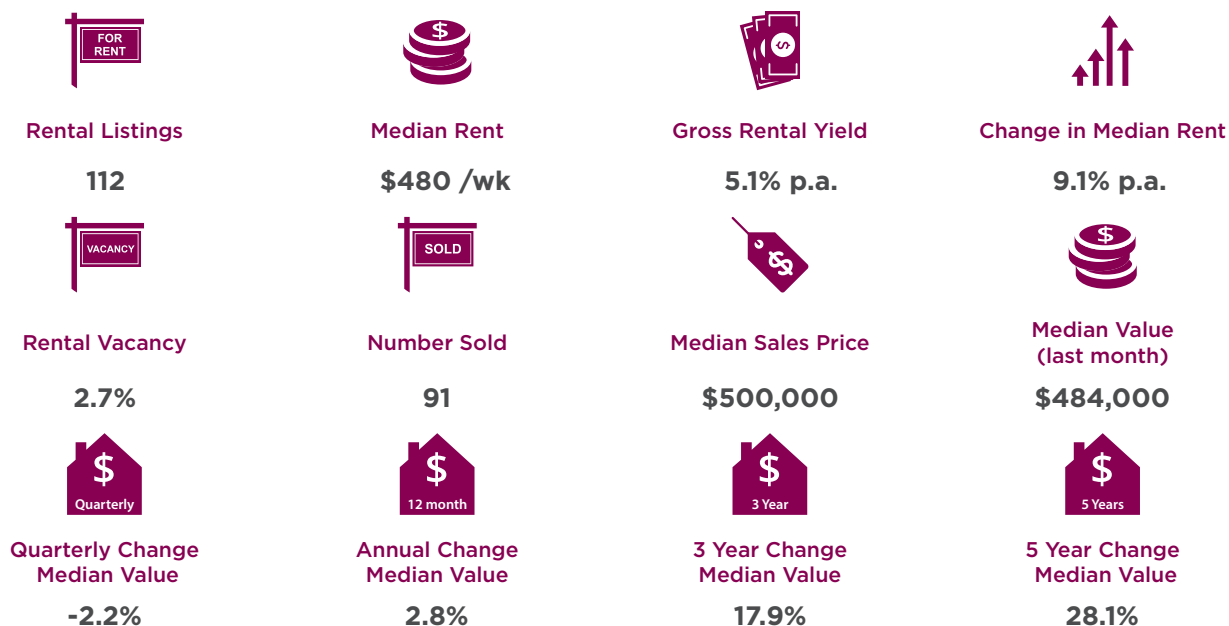 FOR
RENT
$
$
Rental Listings
Median Rent
Gross Rental Yield
Change in Median Rent
112
$480 /wk
5.1% p.a.
9.1% p.a.
VACANCY
SOLD
$
$
Rental Vacancy
Number Sold
Median Sales Price
Median Value
(last month)
2.7%
91
$500,000
$484,000
$
Quarterly
$
12 month
$
3 Year
$
5 Years
Quarterly Change
Median Value
Annual Change
Median Value
3 Year Change
Median Value
5 Year Change
Median Value
-2.2%
2.8%
17.9%
28.1%